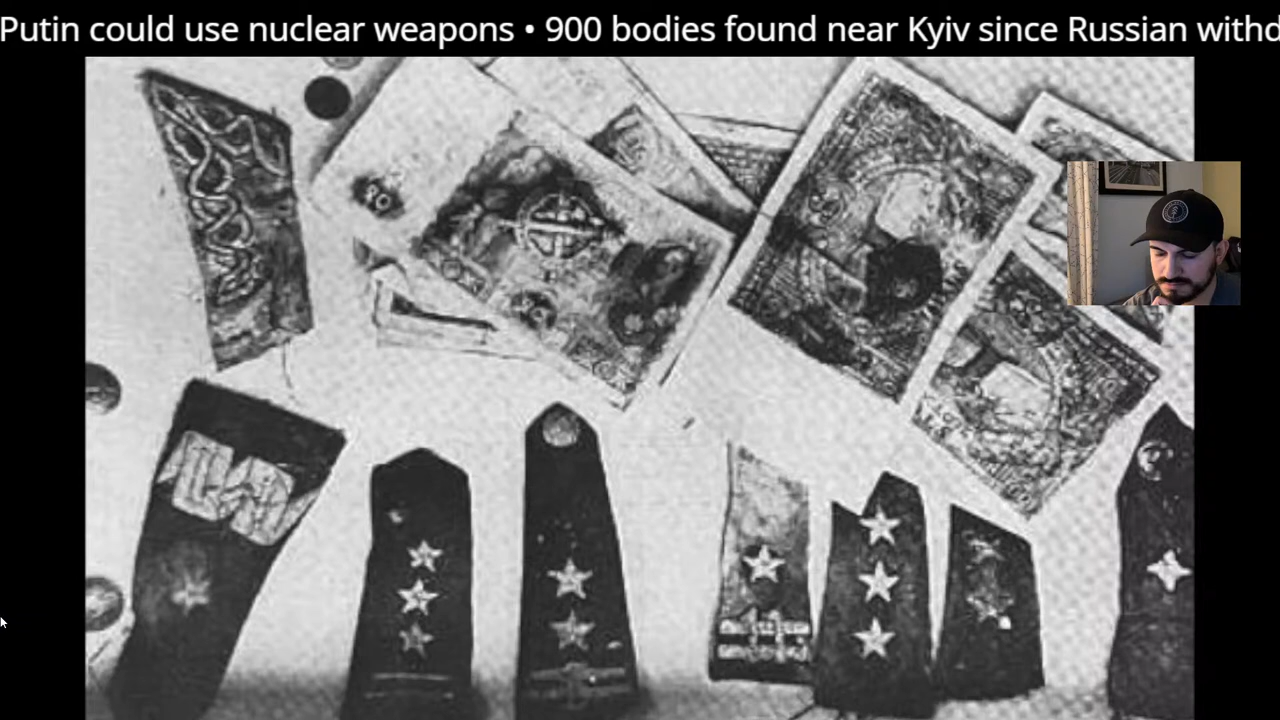 Putin could use nuclear weapons • 900 bodies found near Kyiv since Russian withd